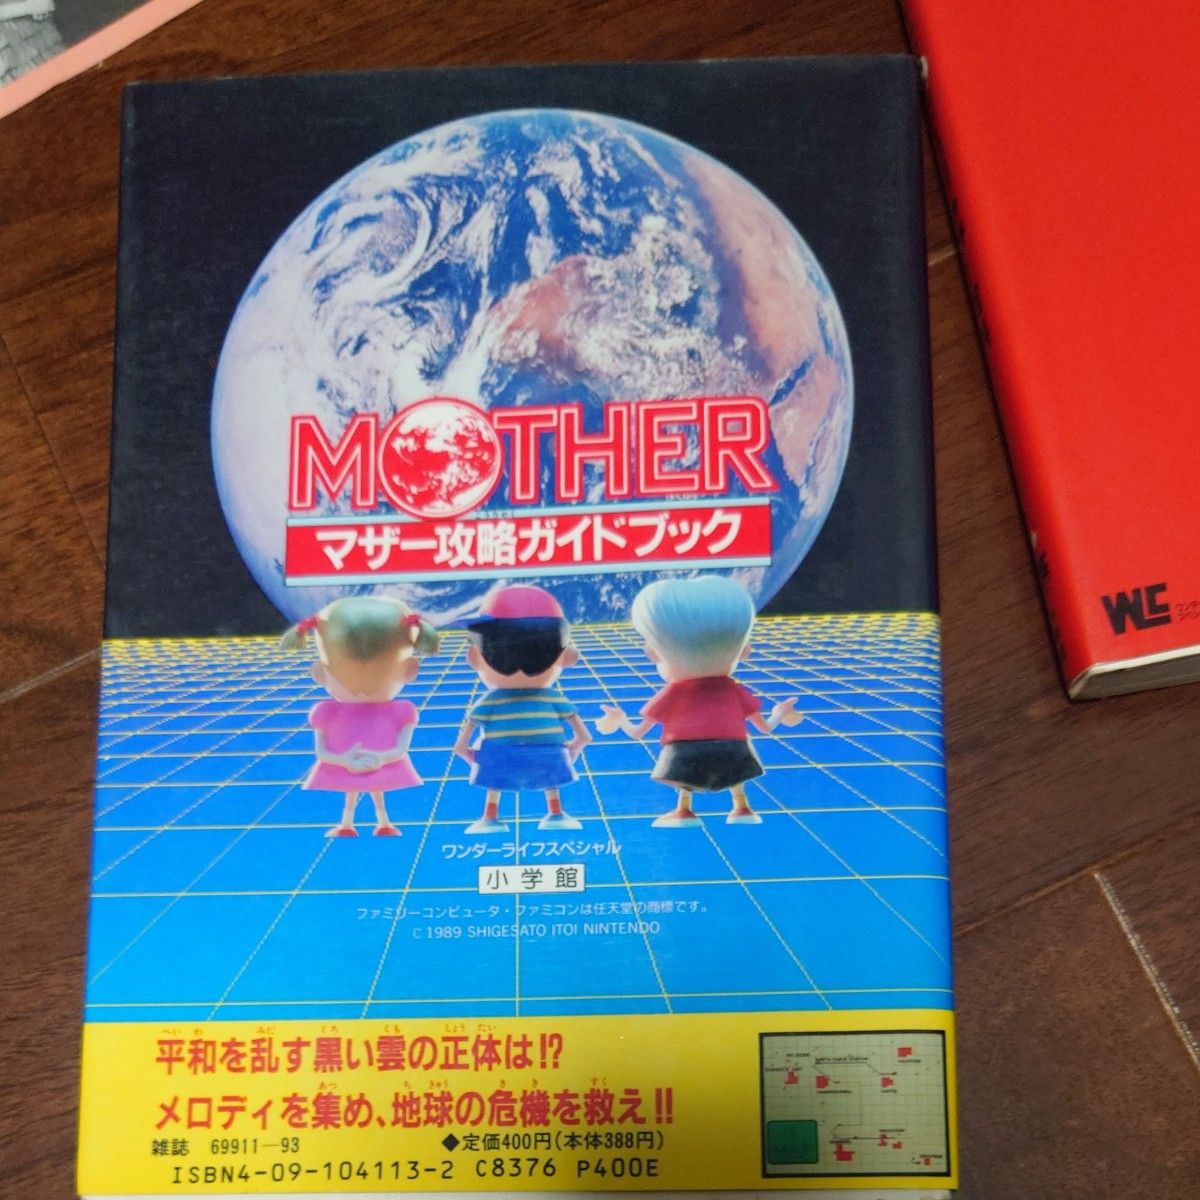 MOTHER
マザー攻略ガイドブック
ワンダーライフスペシャル
小学館
ファミリーコンピュータ・ファミコンは任天堂の商標です。
C 1989 SHIGESATO ITOI NINTENDO
平和を乱す黒い雲の正体は!?
メロディを集め、地球の危機を救え!!
雑誌 69911-93
◆定価400円(本体388円)
ISBN4-09-104113-2 C8376 P400E